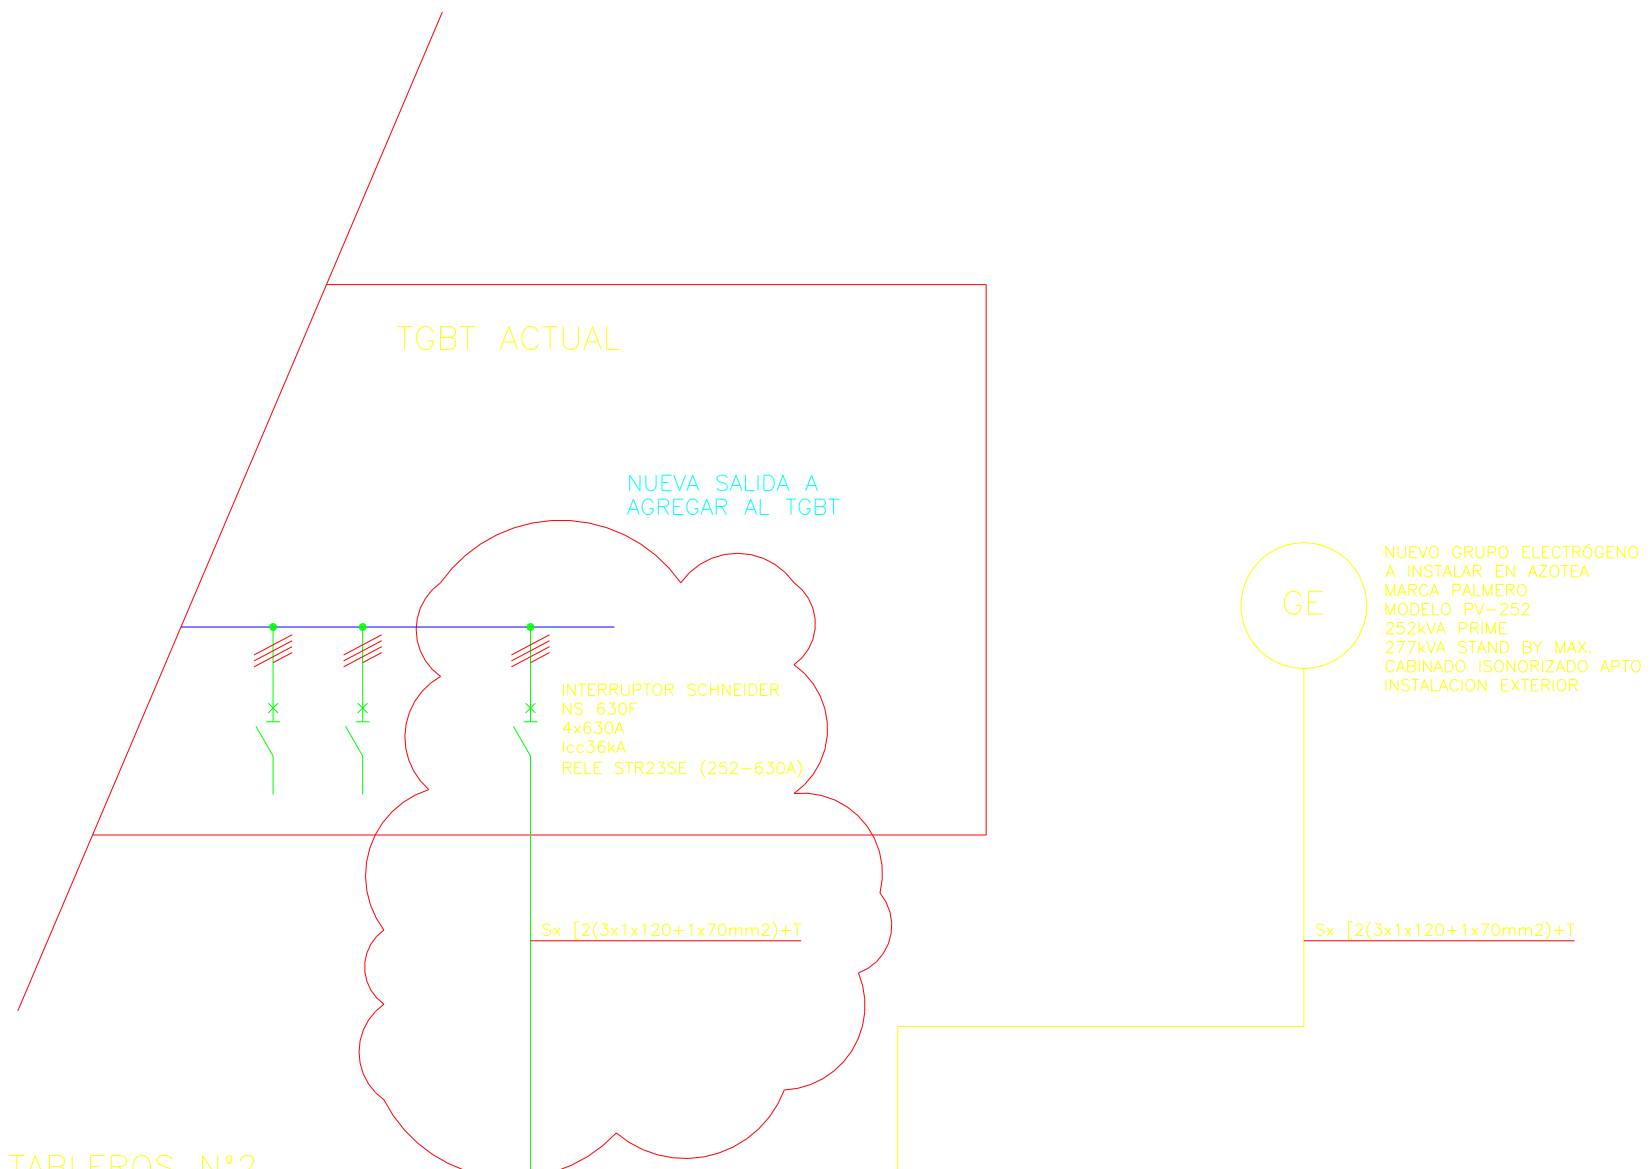 TGBT ACTUAL
NUEVA SALIDA A
AGREGAR AL TGBT
INTERRUPTOR SCHNEIDER
NS 630F
4x630A
Icc36kA
RELE STR23SE (252-630A)
GE
NUEVO GRUPO ELECTRÓGENO
A INSTALAR EN AZOTEA
MARCA PALMERO
MODELO PV-252
252kVA PRIME
277kVA STAND BY MAX.
CABINADO ISONORIZADO APTO
INSTALACION EXTERIOR
Sx [2(3x1x120+1x70mm2)+T
Sx [2(3x1x120+1x70mm2)+T
TABLEROS N°2